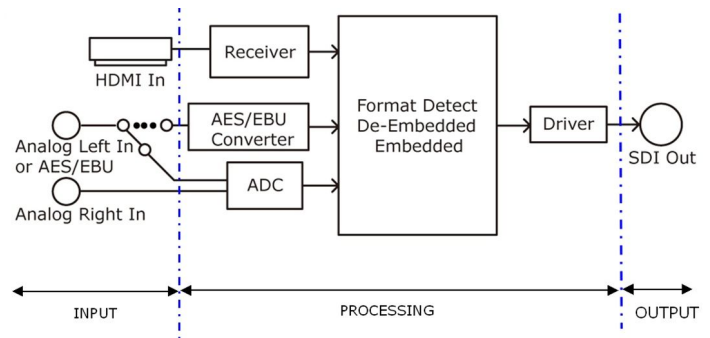 HDMI In
Receiver
Analog Left In
or AES/EBU
AES/EBU
Converter
Analog Right In
ADC
Format Detect
De-Embedded
Embedded
Driver
SDI Out
INPUT
PROCESSING
OUTPUT